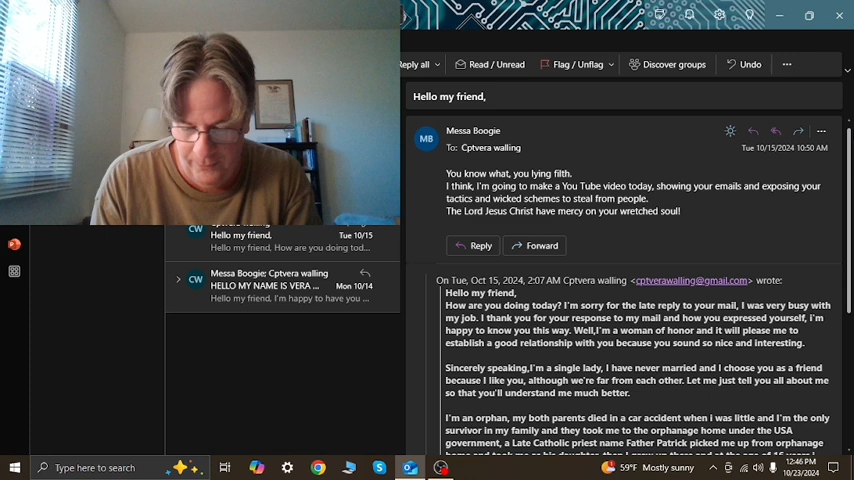 Reply all
Read / Unread
Flag / Unflag
Discover groups
Undo
Hello my friend,
MB
Messa Boogie
To: Cptvera walling
Tue 10/15/2024 10:50 AM
You know what, you lying filth.
I think, I'm going to make a You Tube video today, showing your emails and exposing your
tactics and wicked schemes to steal from people.
The Lord Jesus Christ have mercy on your wretched soul!
Reply
Forward
CW
Cptvera walling
Hello my friend,
Tue 10/15
Hello my friend, How are you doing tod...
CW
Messa Boogie; Cptvera walling
HELLO MY NAME IS VERA ...
Mon 10/14
Hello my friend, I'm happy to have you ...
On Tue, Oct 15, 2024, 2:07 AM Cptvera walling <cptverawalling@gmail.com> wrote:
Hello my friend,
How are you doing today? I'm sorry for the late reply to your mail, I was very busy with
my job. I thank you for your response to my mail and how you expressed yourself, i'm
happy to know you this way. Well,I'm a woman of honor and it will please me to
establish a good relationship with you because you sound so nice and interesting.
Sincerely speaking,I'm a single lady, I have never married and I choose you as a friend
because I like you, although we're far from each other. Let me just tell you all about me
so that you'll understand me much better.
I'm an orphan, my both parents died in a car accident when i was little and I'm the only
survivor in my family and they took me to the orphanage home under the USA
government, a Late Catholic priest name Father Patrick picked me up from orphanage
Type here to search
59°F Mostly sunny
12:46 PM
10/23/2024